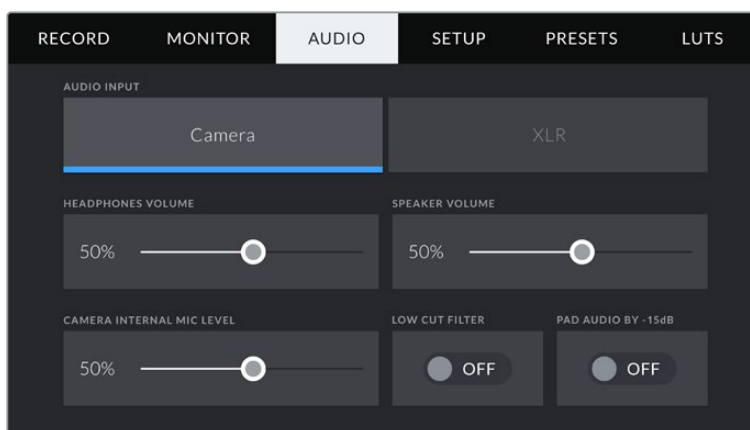 RECORD MONITOR AUDIO SETUP PRESETS LUTS
AUDIO INPUT
Camera XLR
HEADPHONES VOLUME SPEAKER VOLUME
50% 50%
CAMERA INTERNAL MIC LEVEL LOW CUT FILTER PAD AUDIO BY -15dB
50% OFF OFF